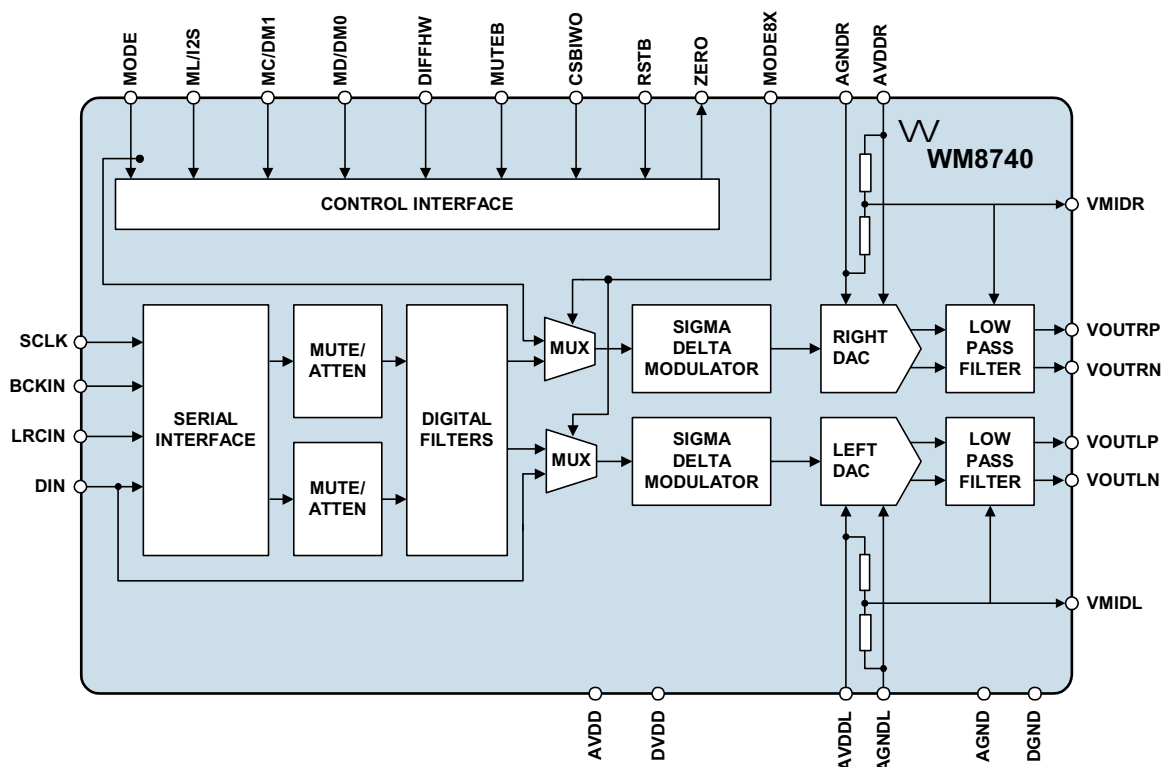 MODE
ML/I2S
MC/DM1
MD/DM0
DIFFHW
MUTEB
CSBIWO
RSTB
ZERO
MODE8X
AGNDR
AVDDR
WM8740
CONTROL INTERFACE
VMIDR
SCLK
BCKIN
LRCIN
DIN
SERIAL
INTERFACE
MUTE/
ATTEN
MUTE/
ATTEN
DIGITAL
FILTERS
MUX
MUX
SIGMA
DELTA
MODULATOR
SIGMA
DELTA
MODULATOR
RIGHT
DAC
LEFT
DAC
LOW
PASS
FILTER
LOW
PASS
FILTER
VOUTRP
VOUTRN
VOUTLP
VOUTLN
VMIDL
AVDD
DVDD
AVDDL
AGNDL
AGND
DGND